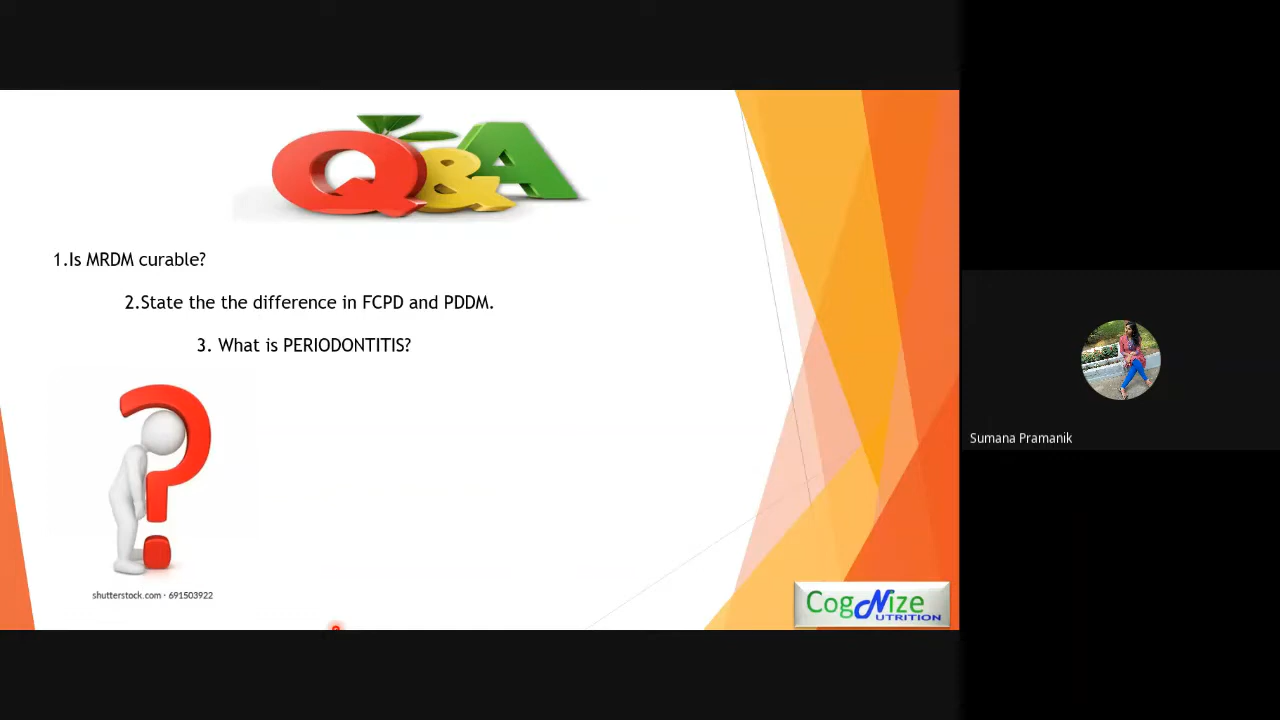 Q&A
1.Is MRDM curable?
2.State the the difference in FCPD and PDDM.
3. What is PERIODONTITIS?
shutterstock.com · 691503922
CogNize
UTRITION
Sumana Pramanik